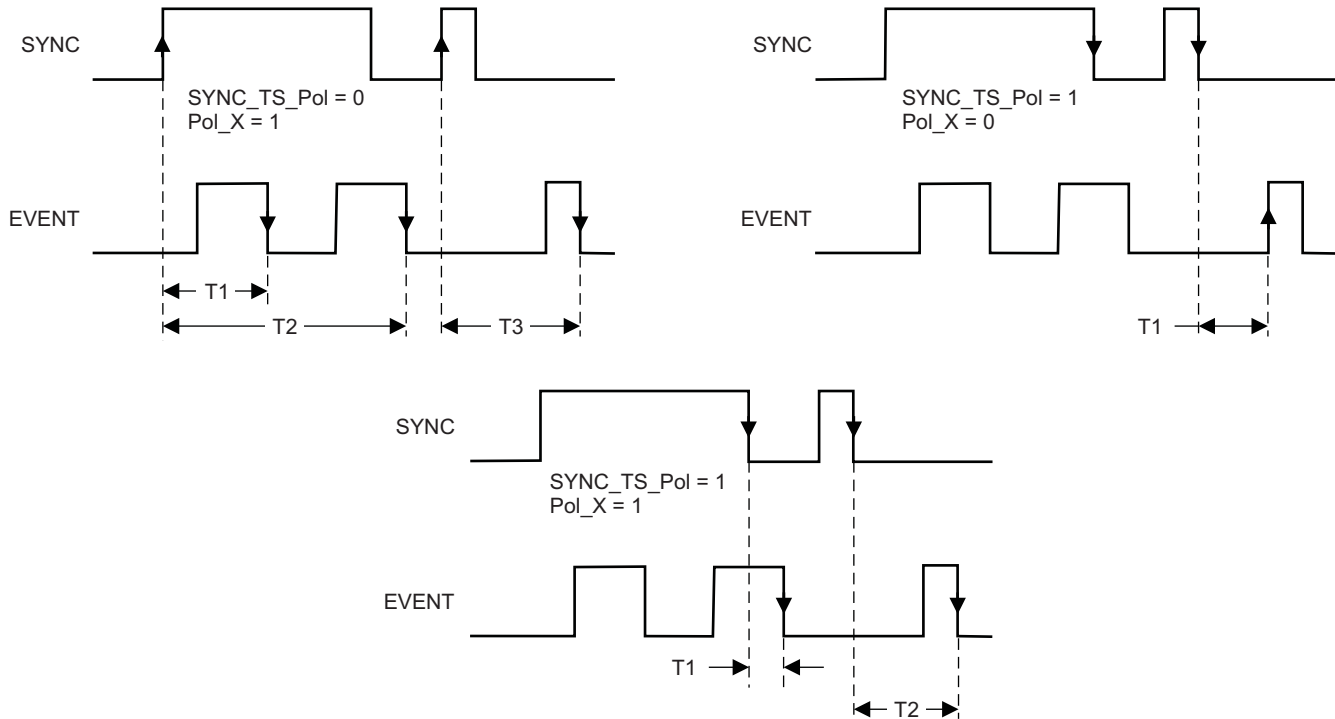 SYNC
SYNC_TS_Pol = 0
Pol_X = 1
EVENT
T1
T2
T3
SYNC
SYNC_TS_Pol = 1
Pol_X = 0
EVENT
T1
SYNC
SYNC_TS_Pol = 1
Pol_X = 1
EVENT
T1
T2